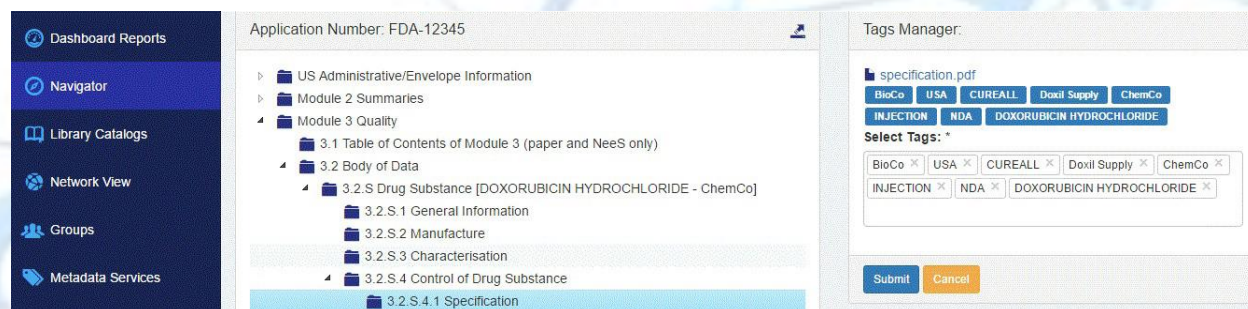 Dashboard Reports
Navigator
Library Catalogs
Network View
Groups
Metadata Services
Application Number: FDA-12345
US Administrative/Envelope Information
Module 2 Summaries
Module 3 Quality
3.1 Table of Contents of Module 3 (paper and NeeS only)
3.2 Body of Data
3.2.S Drug Substance [DOXORUBICIN HYDROCHLORIDE - ChemCo]
3.2.S.1 General Information
3.2.S.2 Manufacture
3.2.S.3 Characterisation
3.2.S.4 Control of Drug Substance
3.2.S.4.1 Specification
Tags Manager:
specification.pdf
BioCo USA CUREALL Doxil Supply ChemCo
INJECTION NDA DOXORUBICIN HYDROCHLORIDE
Select Tags: *
BioCo × USA × CUREALL × Doxil Supply × ChemCo ×
INJECTION × NDA × DOXORUBICIN HYDROCHLORIDE ×
Submit Cancel